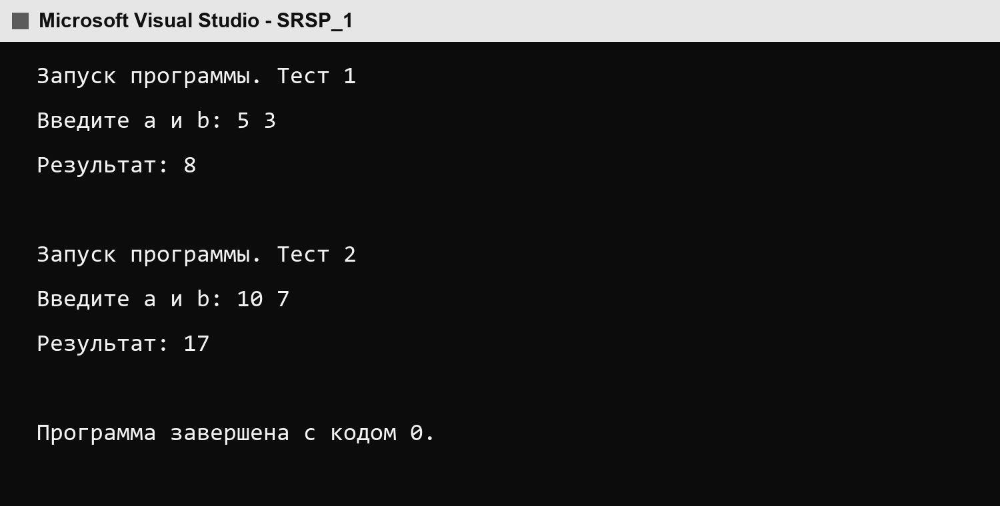 Microsoft Visual Studio - SRSP_1
Запуск программы. Тест 1
Введите a и b: 5 3
Результат: 8
Запуск программы. Тест 2
Введите a и b: 10 7
Результат: 17
Программа завершена с кодом 0.